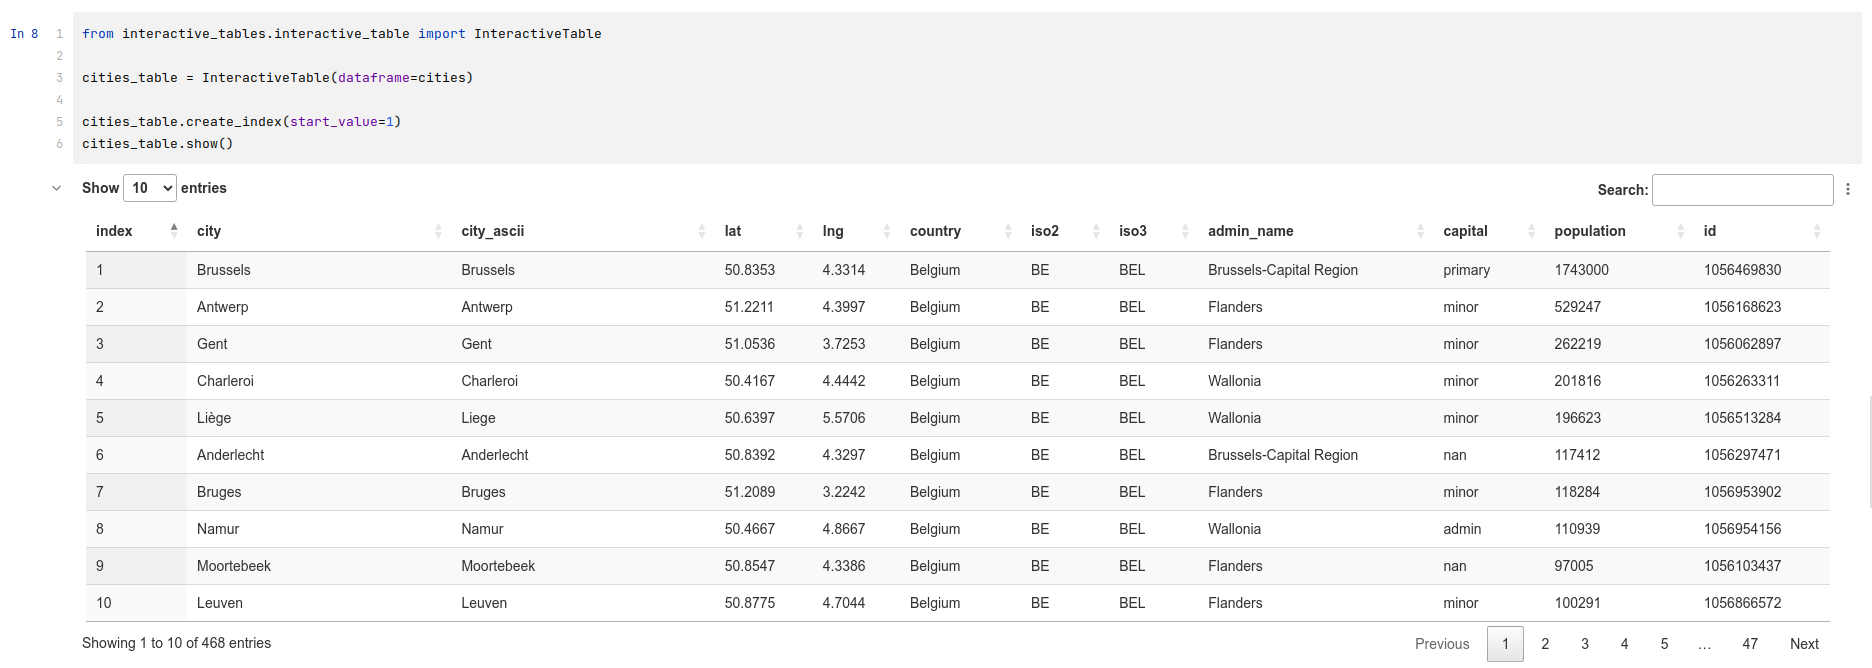 In 8 1 from interactive_tables.interactive_table import InteractiveTable
2
3 cities_table = InteractiveTable(dataframe=cities)
4
5 cities_table.create_index(start_value=1)
6 cities_table.show()
Show 10 entries Search:
index city city_ascii lat lng country iso2 iso3 admin_name capital population id
1 Brussels Brussels 50.8353 4.3314 Belgium BE BEL Brussels-Capital Region primary 1743000 1056469830
2 Antwerp Antwerp 51.2211 4.3997 Belgium BE BEL Flanders minor 529247 1056168623
3 Gent Gent 51.0536 3.7253 Belgium BE BEL Flanders minor 262219 1056062897
4 Charleroi Charleroi 50.4167 4.4442 Belgium BE BEL Wallonia minor 201816 1056263311
5 Liège Liege 50.6397 5.5706 Belgium BE BEL Wallonia minor 196623 1056513284
6 Anderlecht Anderlecht 50.8392 4.3297 Belgium BE BEL Brussels-Capital Region nan 117412 1056297471
7 Bruges Bruges 51.2089 3.2242 Belgium BE BEL Flanders minor 118284 1056953902
8 Namur Namur 50.4667 4.8667 Belgium BE BEL Wallonia admin 110939 1056954156
9 Moortebeek Moortebeek 50.8547 4.3386 Belgium BE BEL Flanders nan 97005 1056103437
10 Leuven Leuven 50.8775 4.7044 Belgium BE BEL Flanders minor 100291 1056866572
Showing 1 to 10 of 468 entries Previous 1 2 3 4 5 … 47 Next